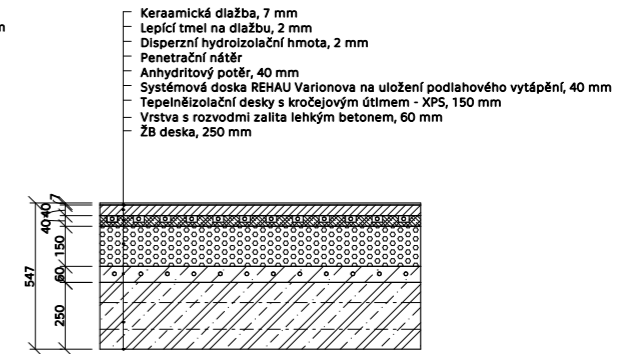 m
Keraamická dlažba, 7 mm
Lepící tmel na dlažbu, 2 mm
Disperzní hydroizolační hmota, 2 mm
Penetrační nátěr
Anhydritový potěr, 40 mm
Systémová doska REHAU Varionova na uložení podlahového vytápění, 40 mm
Tepelněizolační desky s kročejovým útlmem - XPS, 150 mm
Vrstva s rozvodmi zalita lehkým betonem, 60 mm
ŽB deska, 250 mm
7
40
40
150
60
250
547